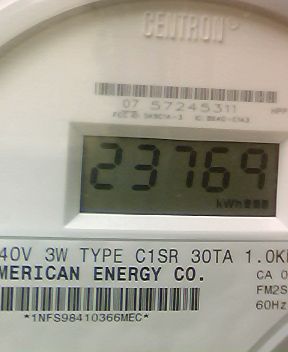 CENTRON
07 57245311
23769
kWh
40V 3W TYPE C1SR 30TA 1.0K
MERICAN ENERGY CO.
CA 0
FM2S
60Hz
*1NFS98410366MEC*